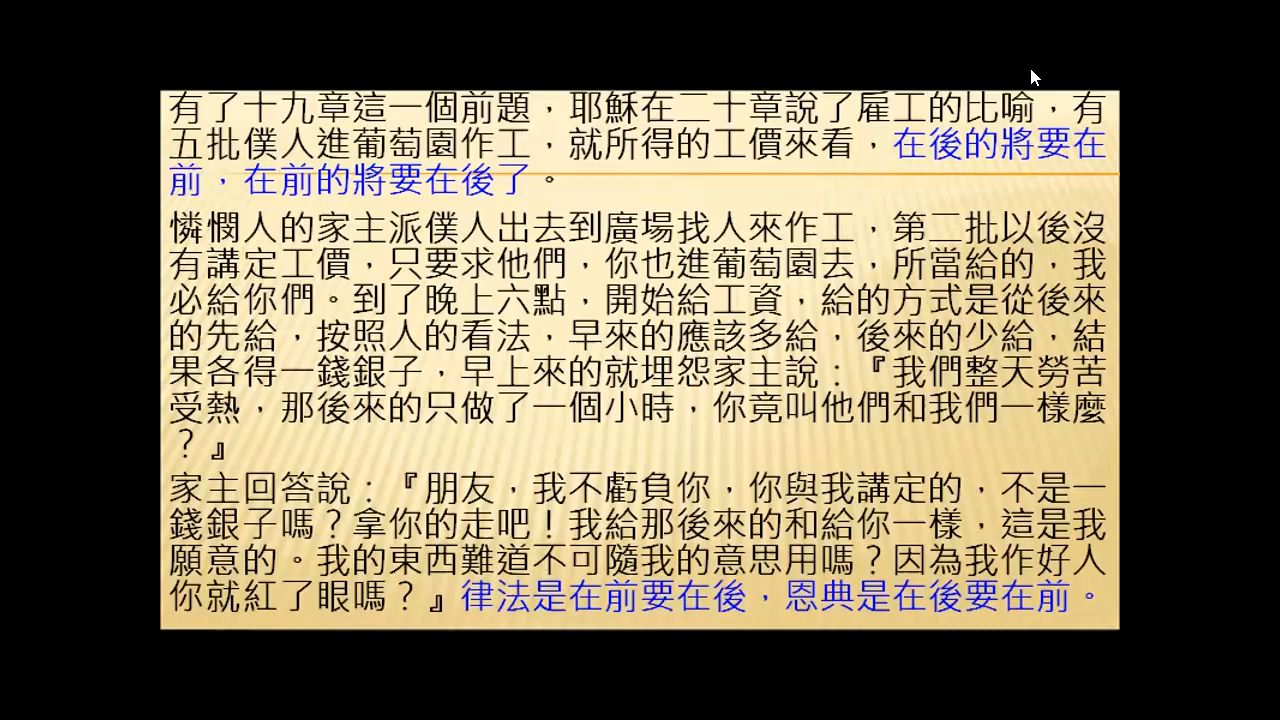 有了十九章這一個前題，耶穌在二十章說了雇工的比喻，有
五批僕人進葡萄園作工，就所得的工價來看，在後的將要在
前，在前的將要在後了。
憐憫人的家主派僕人出去到廣場找人來作工，第二批以後沒
有講定工價，只要求他們，你也進葡萄園去，所當給的，我
必給你們。到了晚上六點，開始給工資，給的方式是從後來
的先給，按照人的看法，早來的應該多給，後來的少給，結
果各得一錢銀子，早上來的就埋怨家主說：『我們整天勞苦
受熱，那後來的只做了一個小時，你竟叫他們和我們一樣麼
？』
家主回答說：『朋友，我不虧負你，你與我講定的，不是一
錢銀子嗎？拿你的走吧！我給那後來的和給你一樣，這是我
願意的。我的東西難道不可隨我的意思用嗎？因為我作好人
你就紅了眼嗎？』律法是在前要在後，恩典是在後要在前。